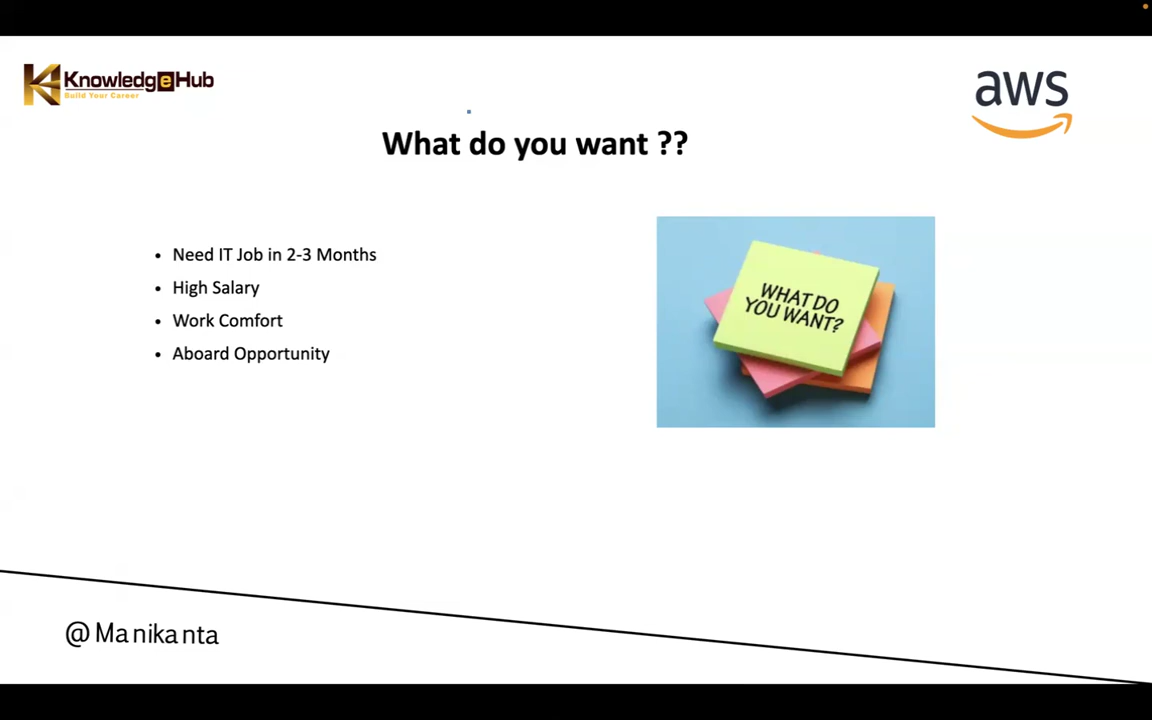 KnowledgeHub
Build Your Career
aws
What do you want ??
• Need IT Job in 2-3 Months
• High Salary
• Work Comfort
• Aboard Opportunity
WHAT DO
YOU WANT?
@Manikanta